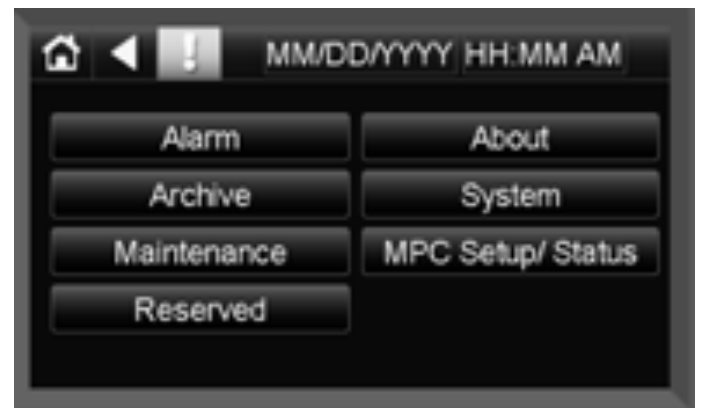 ! MM/DD/YYYY HH:MM AM
Alarm About
Archive System
Maintenance MPC Setup/ Status
Reserved